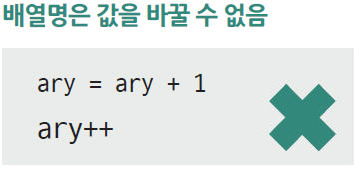 배열명은 값을 바꿀 수 없음
ary = ary + 1
ary++